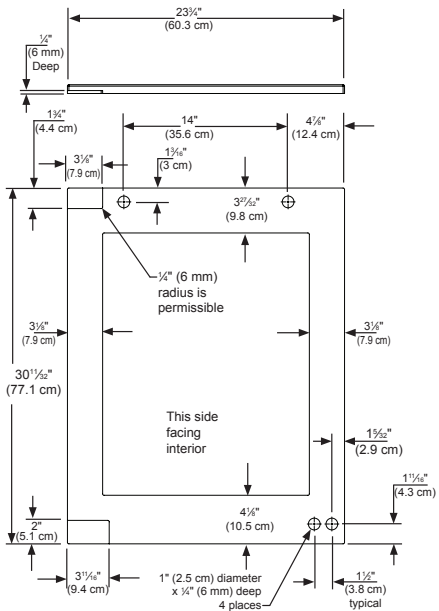 23¾"
(60.3 cm)
¼"
(6 mm)
Deep
1¾"
(4.4 cm)
14"
(35.6 cm)
4⅞"
(12.4 cm)
3⅛"
(7.9 cm)
1³⁄₁₆"
(3 cm)
3²⁷⁄₃₂"
(9.8 cm)
¼" (6 mm)
radius is
permissible
3⅛"
(7.9 cm)
3⅛"
(7.9 cm)
30¹¹⁄₃₂"
(77.1 cm)
This side
facing
interior
1⁵⁄₃₂"
(2.9 cm)
1¹¹⁄₁₆"
(4.3 cm)
2"
(5.1 cm)
4⅛"
(10.5 cm)
3¹¹⁄₁₆"
(9.4 cm)
1" (2.5 cm) diameter
x ¼" (6 mm) deep
4 places
1½"
(3.8 cm)
typical